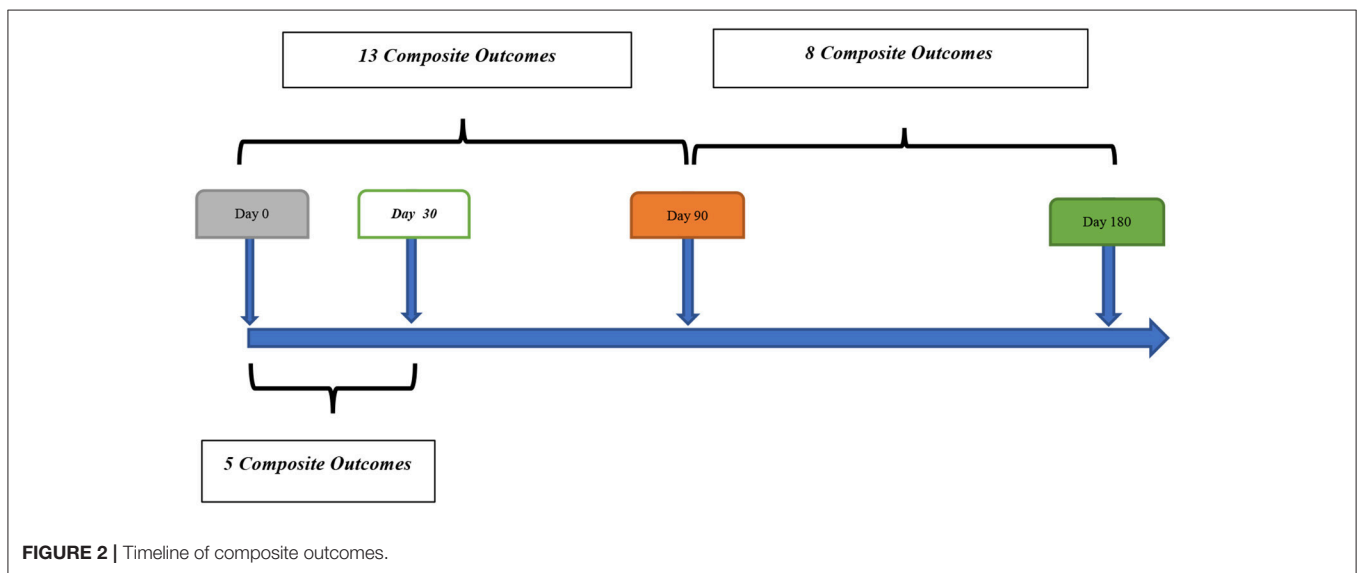 13 Composite Outcomes
8 Composite Outcomes
Day 0
Day 30
Day 90
Day 180
5 Composite Outcomes
FIGURE 2 | Timeline of composite outcomes.